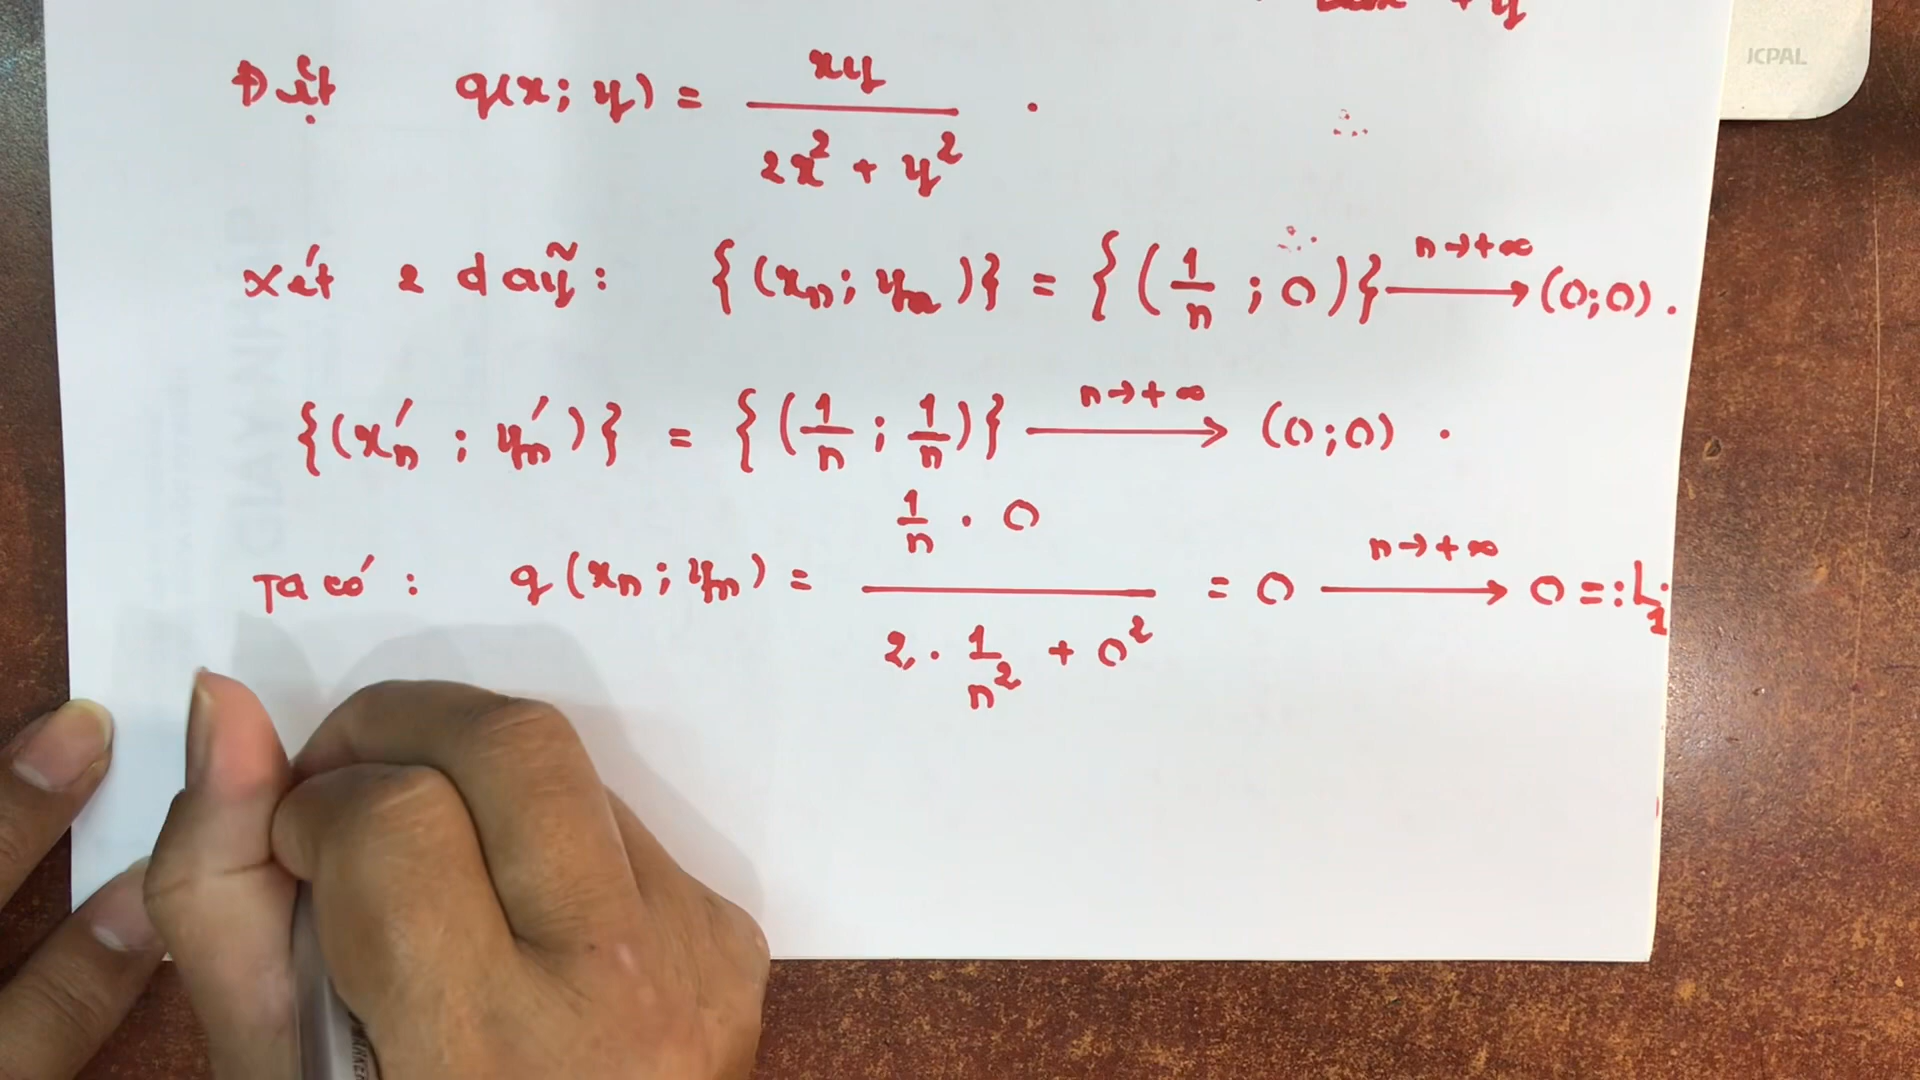 JCPAL
Đặt q(x; y) = xy / (2x² + y²) .
Xét 2 dãy: {(xₙ; yₙ)} = {(1/n ; 0)} —n→+∞→ (0;0).
{(x'ₙ ; y'ₙ)} = {(1/n ; 1/n)} —n→+∞→ (0;0) .
Ta có : q(xₙ; yₙ) = (1/n . 0) / (2 . 1/n² + 0²) = 0 —n→+∞→ 0 =: L₁